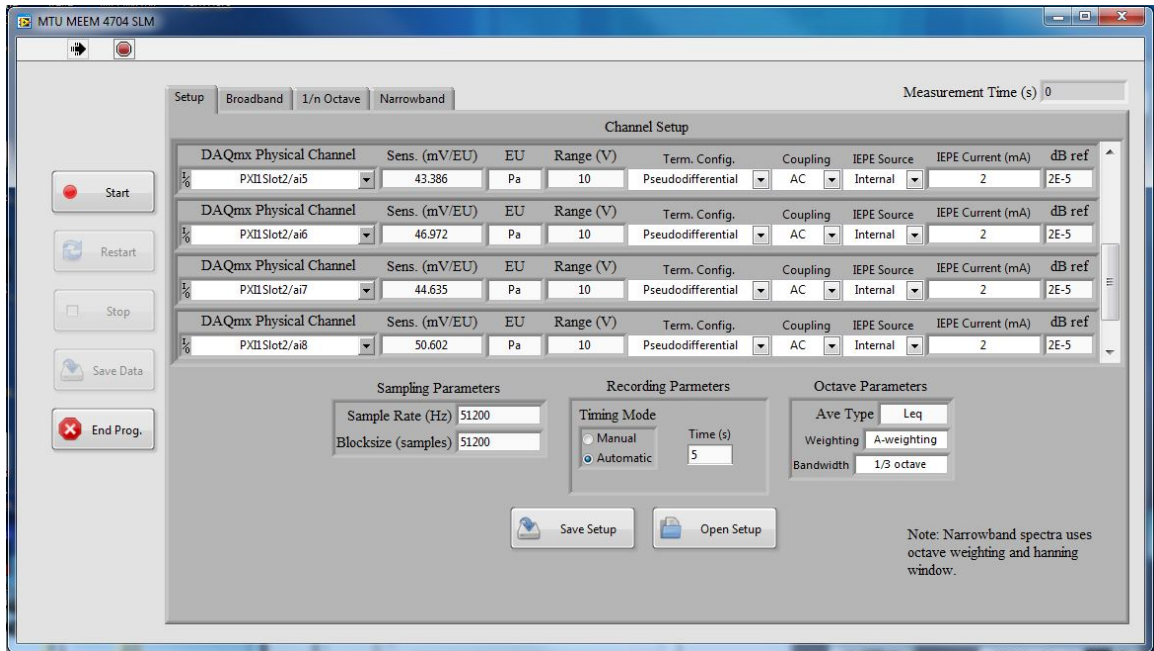 MTU MEEM 4704 SLM
Setup Broadband 1/n Octave Narrowband
Measurement Time (s) 0
Channel Setup
DAQmx Physical Channel Sens. (mV/EU) EU Range (V) Term. Config. Coupling IEPE Source IEPE Current (mA) dB ref
I/0 PXI1Slot2/ai5 43.386 Pa 10 Pseudodifferential AC Internal 2 2E-5
DAQmx Physical Channel Sens. (mV/EU) EU Range (V) Term. Config. Coupling IEPE Source IEPE Current (mA) dB ref
I/0 PXI1Slot2/ai6 46.972 Pa 10 Pseudodifferential AC Internal 2 2E-5
DAQmx Physical Channel Sens. (mV/EU) EU Range (V) Term. Config. Coupling IEPE Source IEPE Current (mA) dB ref
I/0 PXI1Slot2/ai7 44.635 Pa 10 Pseudodifferential AC Internal 2 2E-5
DAQmx Physical Channel Sens. (mV/EU) EU Range (V) Term. Config. Coupling IEPE Source IEPE Current (mA) dB ref
I/0 PXI1Slot2/ai8 50.602 Pa 10 Pseudodifferential AC Internal 2 2E-5
Start
Restart
Stop
Save Data
End Prog.
Sampling Parameters
Sample Rate (Hz) 51200
Blocksize (samples) 51200
Recording Parmeters
Timing Mode
Manual
Automatic
Time (s)
5
Octave Parameters
Ave Type Leq
Weighting A-weighting
Bandwidth 1/3 octave
Save Setup Open Setup
Note: Narrowband spectra uses
octave weighting and hanning
window.